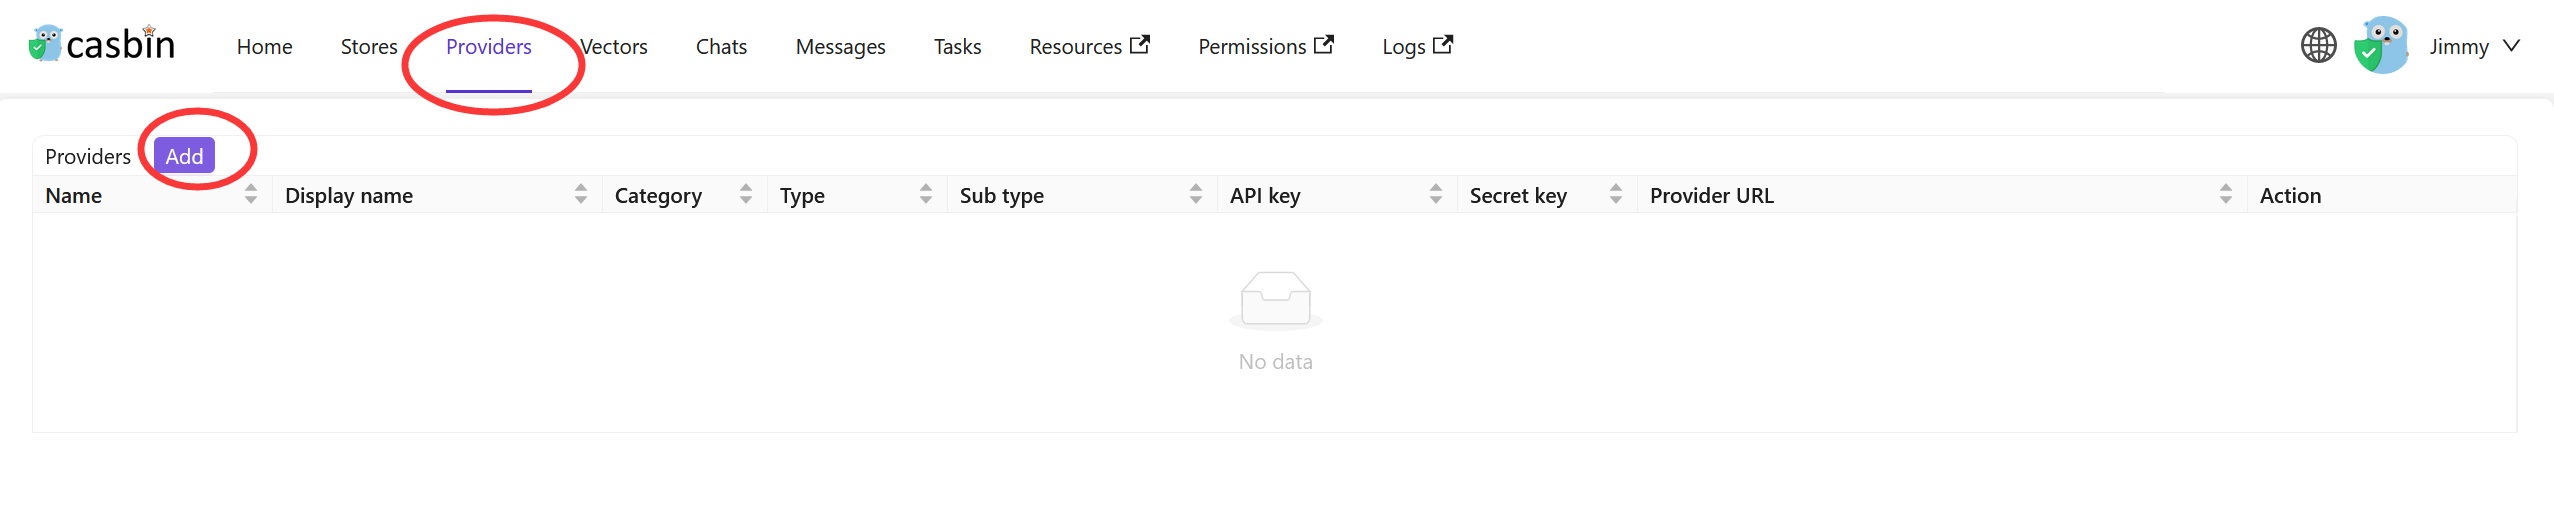 casbin Home Stores Providers Vectors Chats Messages Tasks Resources Permissions Logs Jimmy
Providers Add
Name Display name Category Type Sub type API key Secret key Provider URL Action
No data